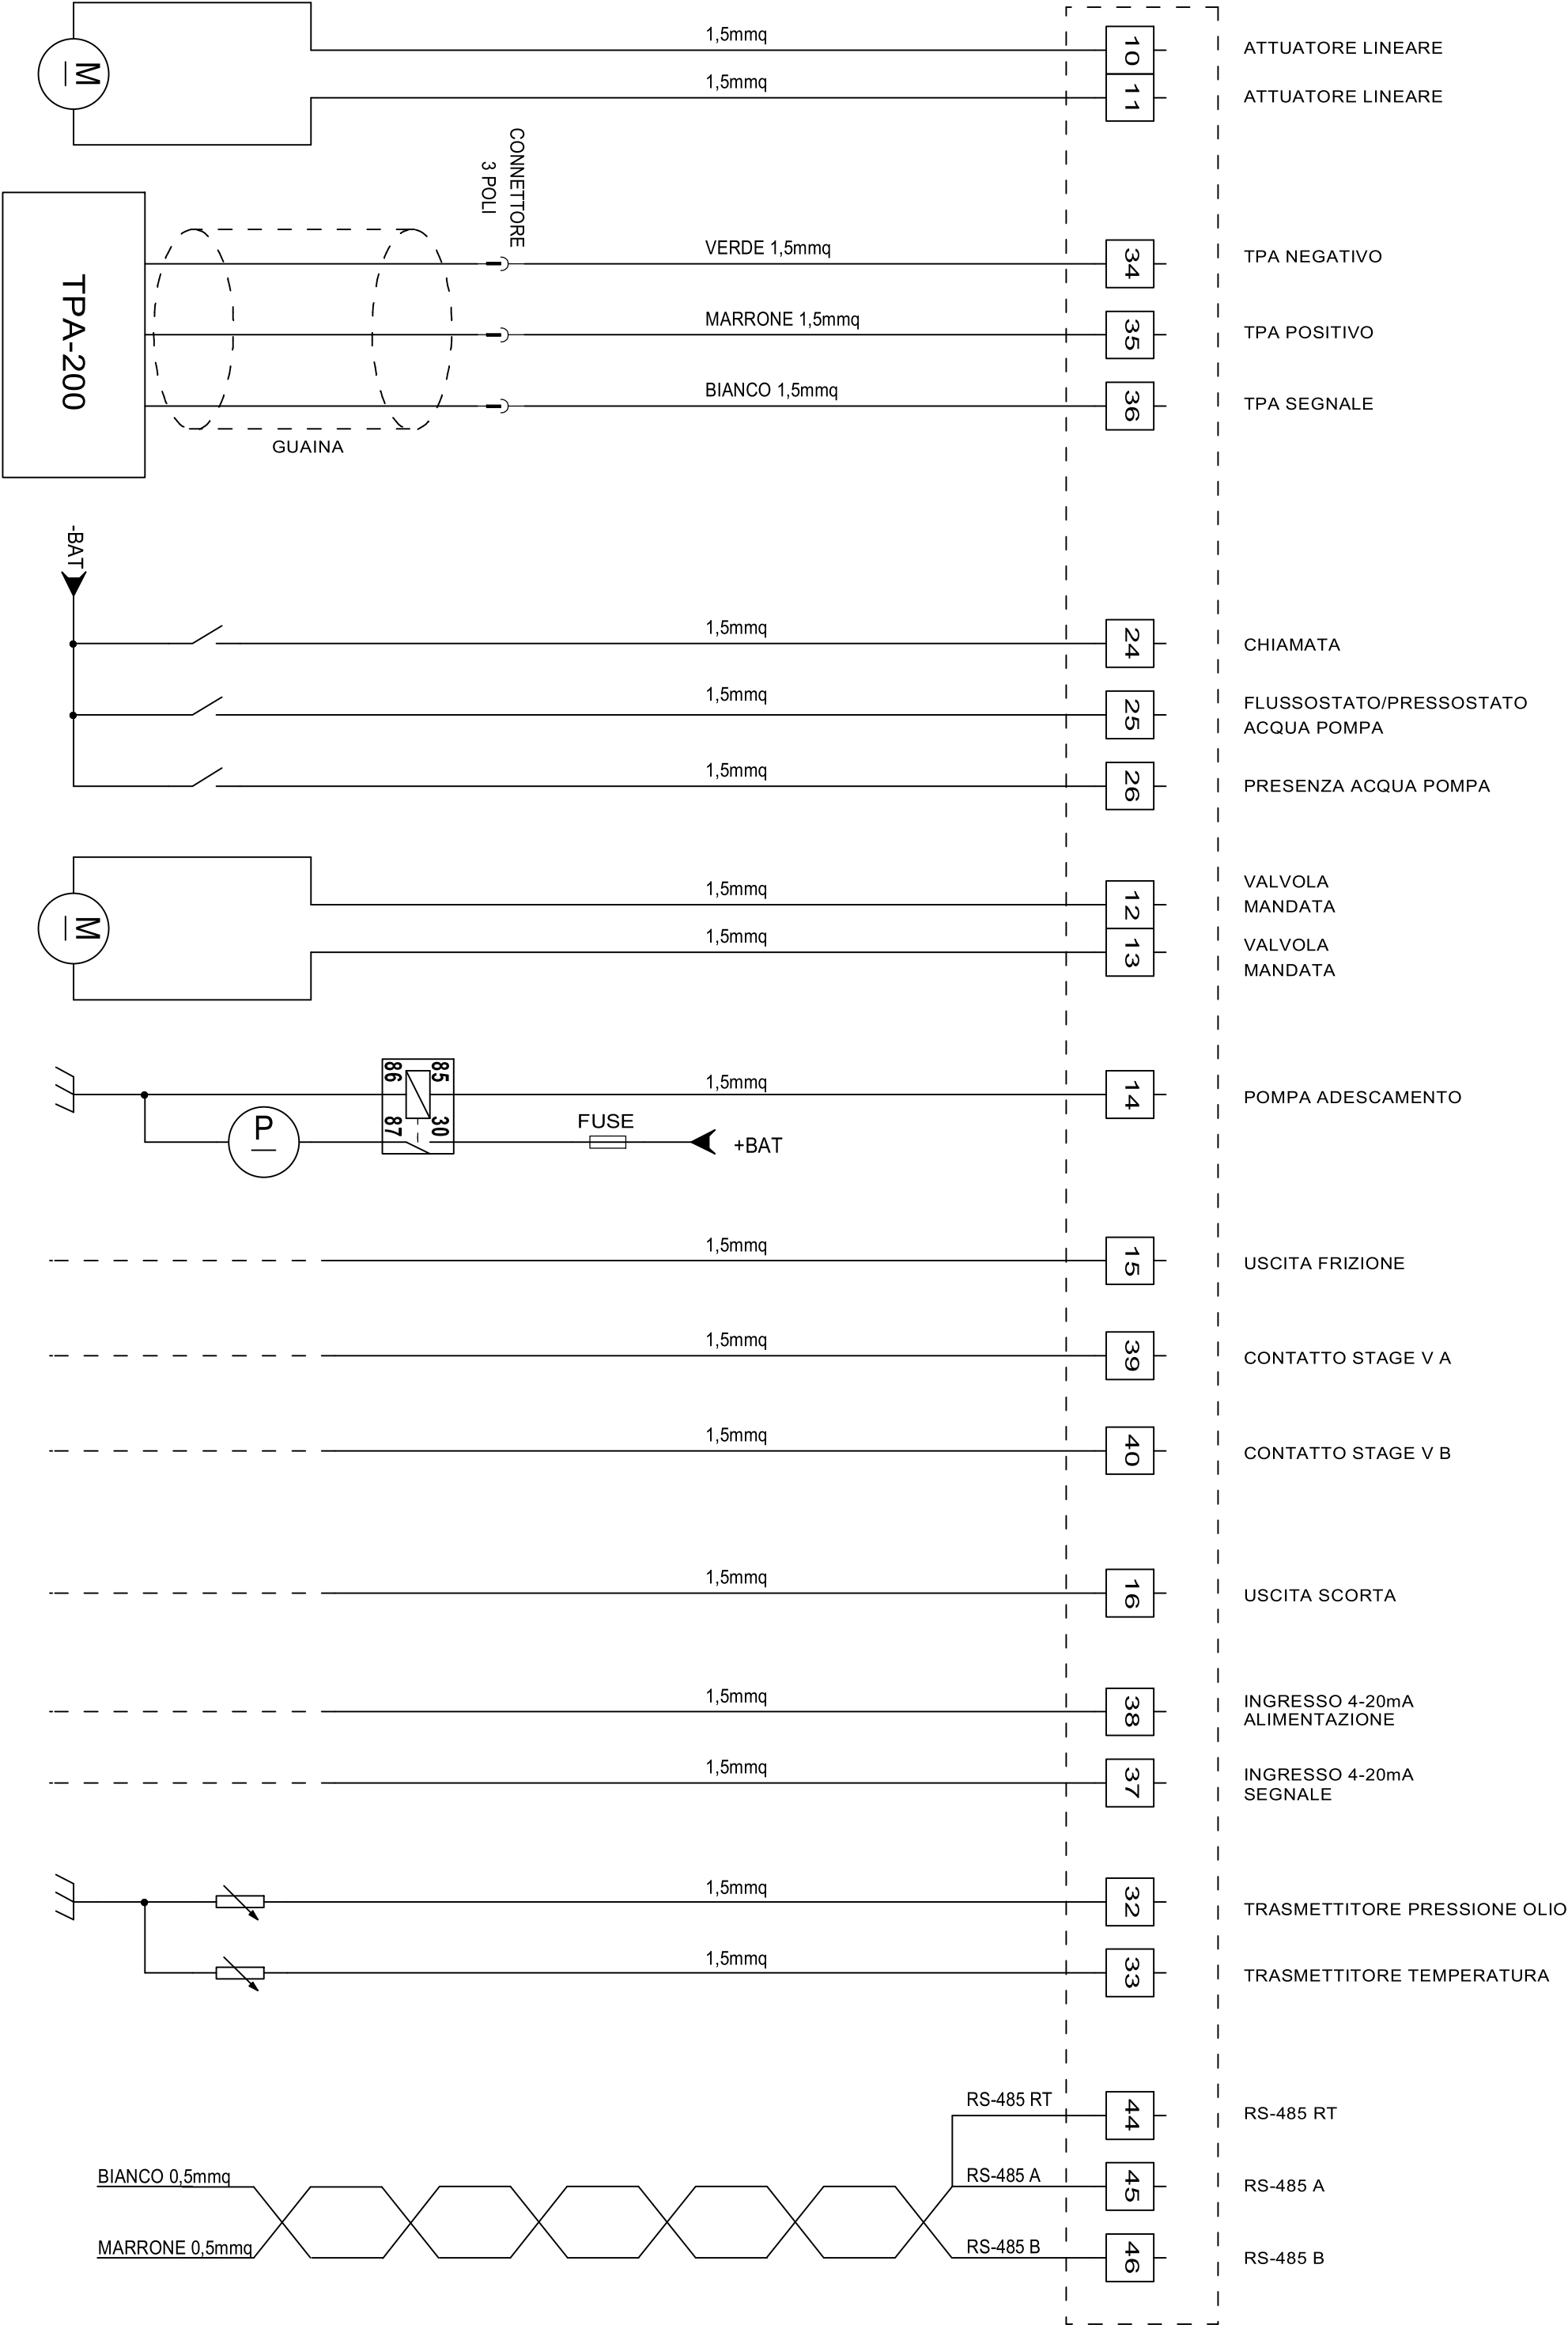 1,5mmq
10
ATTUATORE LINEARE
M
1,5mmq
11
ATTUATORE LINEARE
CONNETTORE
3 POLI
TPA-200
VERDE 1,5mmq
34
TPA NEGATIVO
MARRONE 1,5mmq
35
TPA POSITIVO
BIANCO 1,5mmq
36
TPA SEGNALE
GUAINA
-BAT
1,5mmq
24
CHIAMATA
1,5mmq
25
FLUSSOSTATO/PRESSOSTATO
ACQUA POMPA
1,5mmq
26
PRESENZA ACQUA POMPA
M
1,5mmq
12
VALVOLA
MANDATA
1,5mmq
13
VALVOLA
MANDATA
86
85
1,5mmq
14
POMPA ADESCAMENTO
P
87
30
FUSE
+BAT
1,5mmq
15
USCITA FRIZIONE
1,5mmq
39
CONTATTO STAGE V A
1,5mmq
40
CONTATTO STAGE V B
1,5mmq
16
USCITA SCORTA
1,5mmq
38
INGRESSO 4-20mA
ALIMENTAZIONE
1,5mmq
37
INGRESSO 4-20mA
SEGNALE
1,5mmq
32
TRASMETTITORE PRESSIONE OLIO
1,5mmq
33
TRASMETTITORE TEMPERATURA
RS-485 RT
44
RS-485 RT
BIANCO 0,5mmq
RS-485 A
45
RS-485 A
MARRONE 0,5mmq
RS-485 B
46
RS-485 B